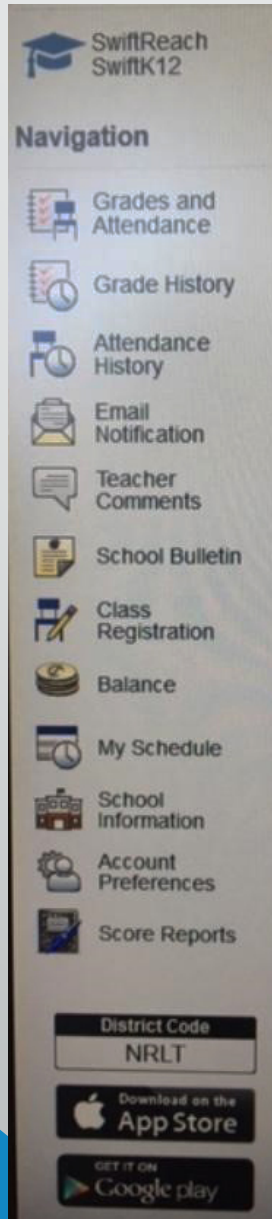 SwiftReach
SwiftK12
Navigation
Grades and
Attendance
Grade History
Attendance
History
Email
Notification
Teacher
Comments
School Bulletin
Class
Registration
Balance
My Schedule
School
Information
Account
Preferences
Score Reports
District Code
NRLT
Download on the
App Store
GET IT ON
Google play